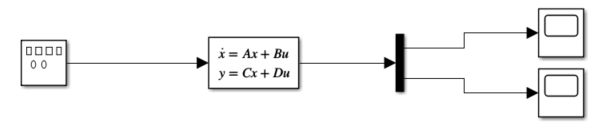 ẋ = Ax + Bu
y = Cx + Du